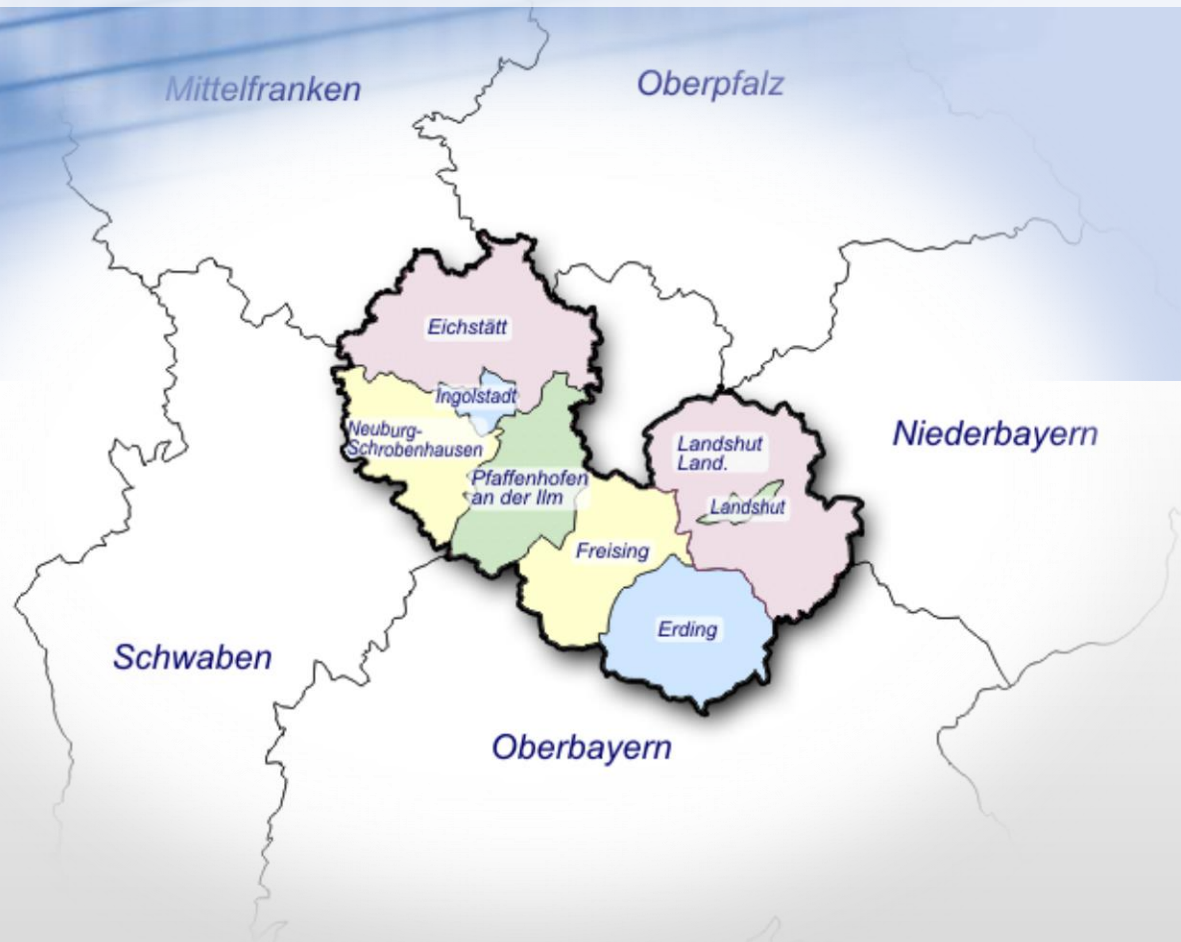 Mittelfranken
Oberpfalz
Eichstätt
Ingolstadt
Neuburg-
Schrobenhausen
Niederbayern
Landshut
Land.
Pfaffenhofen
an der Ilm
Landshut
Freising
Erding
Schwaben
Oberbayern